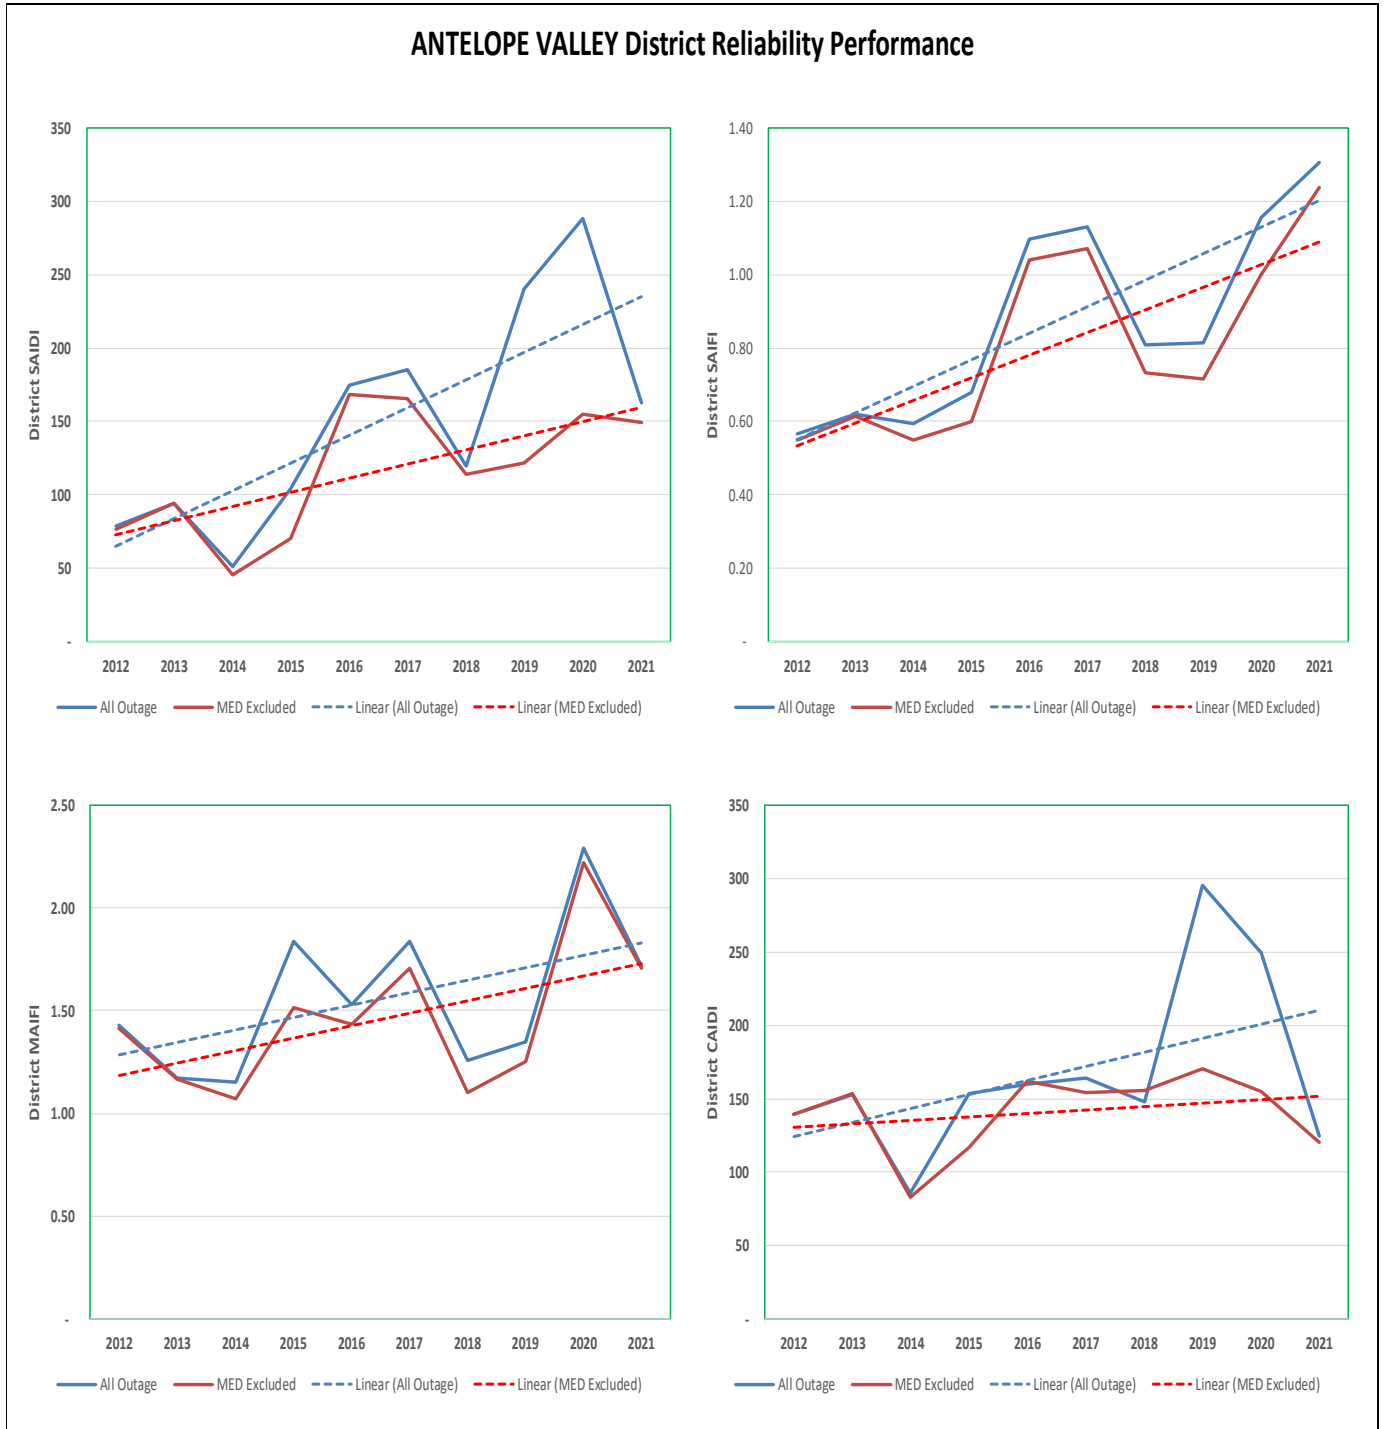 ANTELOPE VALLEY District Reliability Performance
District SAIDI
350
300
250
200
150
100
50
-
2012 2013 2014 2015 2016 2017 2018 2019 2020 2021
All Outage MED Excluded Linear (All Outage) Linear (MED Excluded)
District SAIFI
1.40
1.20
1.00
0.80
0.60
0.40
0.20
-
2012 2013 2014 2015 2016 2017 2018 2019 2020 2021
All Outage MED Excluded Linear (All Outage) Linear (MED Excluded)
District MAIFI
2.50
2.00
1.50
1.00
0.50
-
2012 2013 2014 2015 2016 2017 2018 2019 2020 2021
All Outage MED Excluded Linear (All Outage) Linear (MED Excluded)
District CAIDI
350
300
250
200
150
100
50
-
2012 2013 2014 2015 2016 2017 2018 2019 2020 2021
All Outage MED Excluded Linear (All Outage) Linear (MED Excluded)